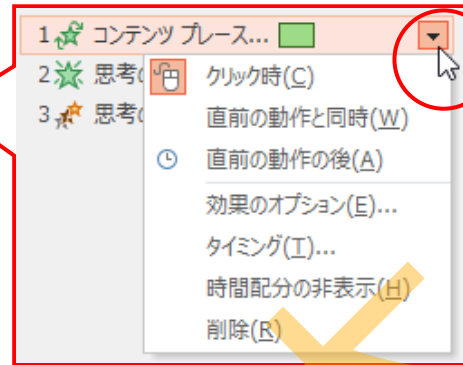 1 コンテンツ プレース...
2 思考の
クリック時(C)
3 思考の
直前の動作と同時(W)
直前の動作の後(A)
効果のオプション(E)...
タイミング(T)...
時間配分の非表示(H)
削除(R)